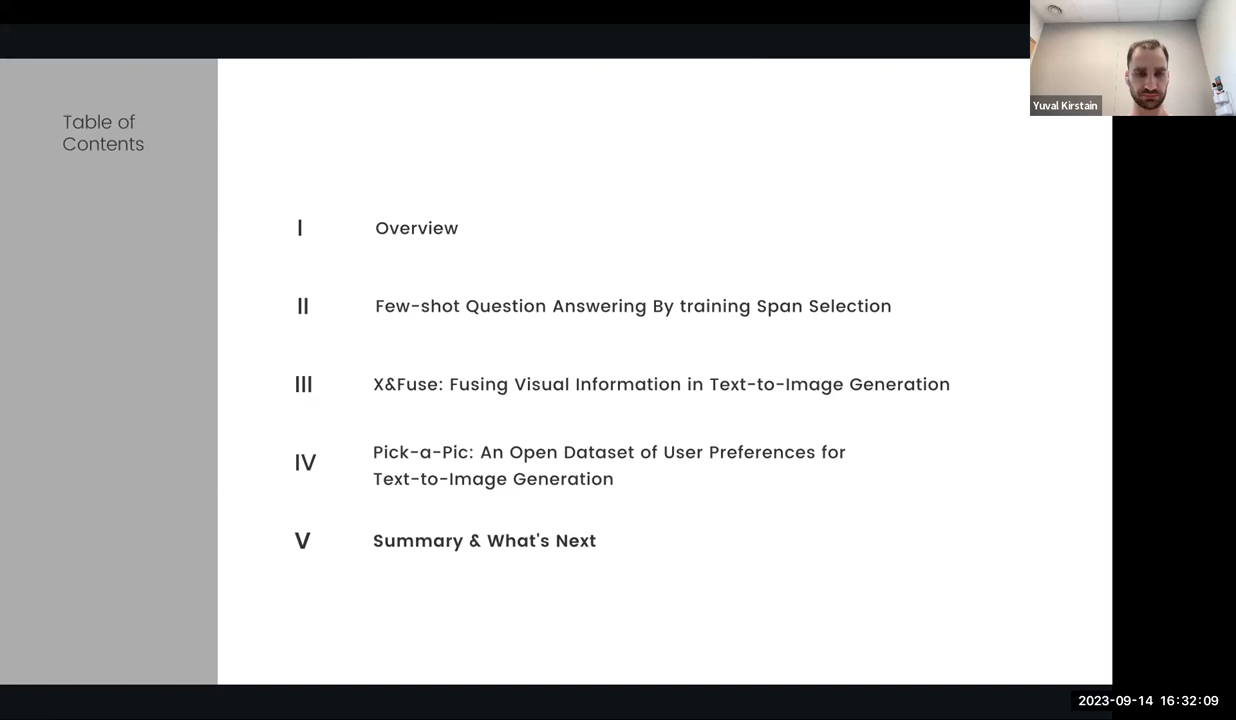 Yuval Kirstain
Table of
Contents
I Overview
II Few-shot Question Answering By training Span Selection
III X&Fuse: Fusing Visual Information in Text-to-Image Generation
IV Pick-a-Pic: An Open Dataset of User Preferences for
Text-to-Image Generation
V Summary & What's Next
2023-09-14 16:32:09